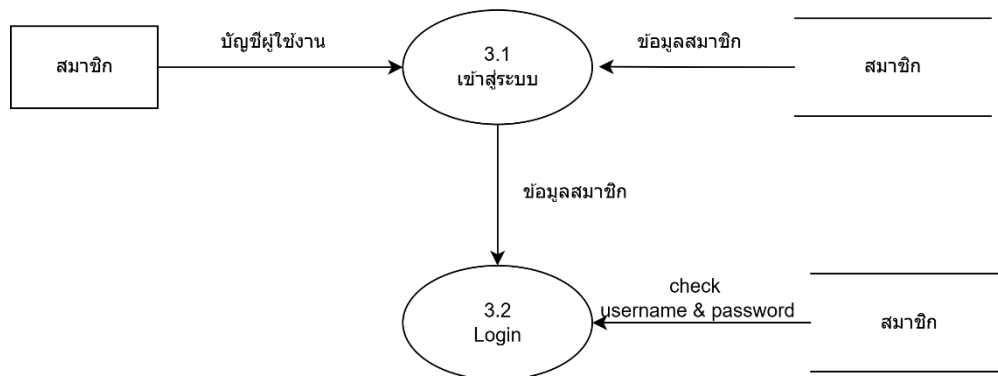 สมาชิก
บัญชีผู้ใช้งาน
3.1
เข้าสู่ระบบ
ข้อมูลสมาชิก
สมาชิก
ข้อมูลสมาชิก
3.2
Login
check
username & password
สมาชิก